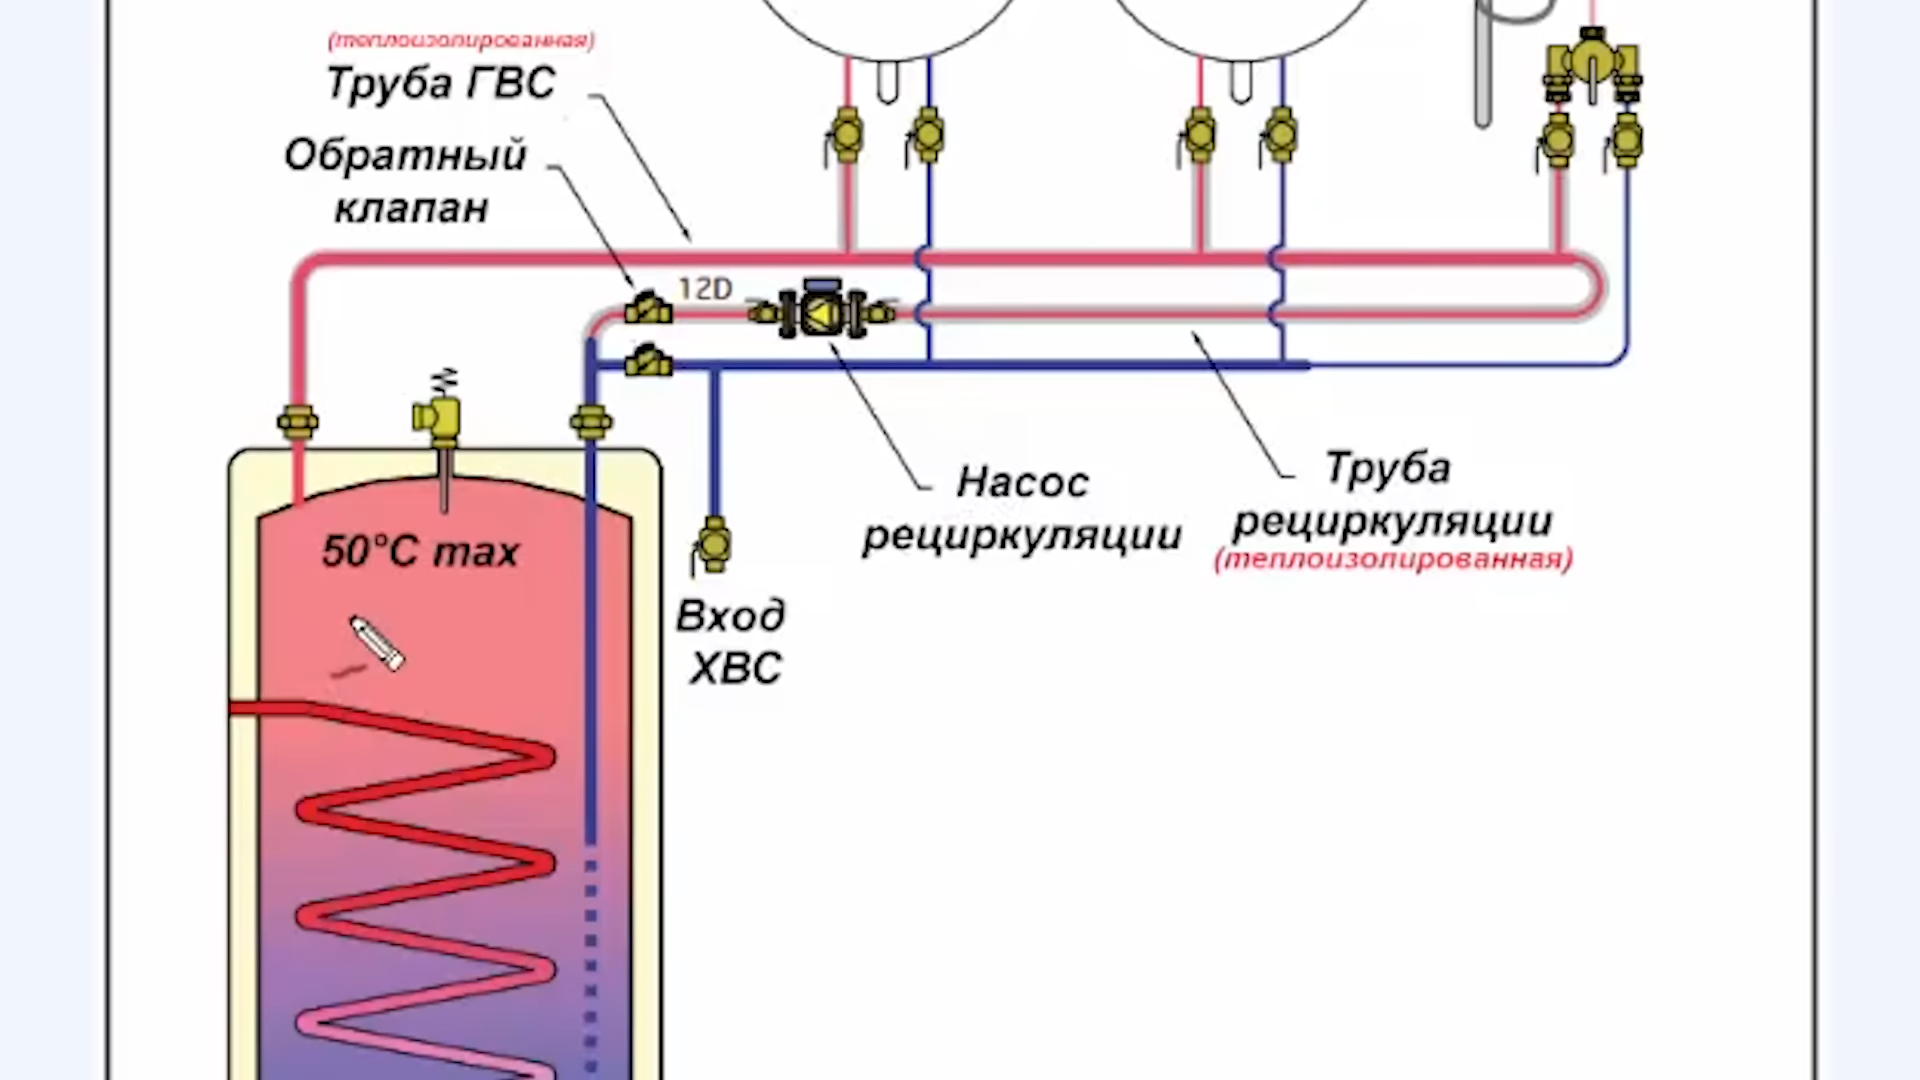 (теплоизолированная)
Труба ГВС
Обратный
клапан
12D
50°C max
Насос
рециркуляции
Труба
рециркуляции
(теплоизолированная)
Вход
ХВС